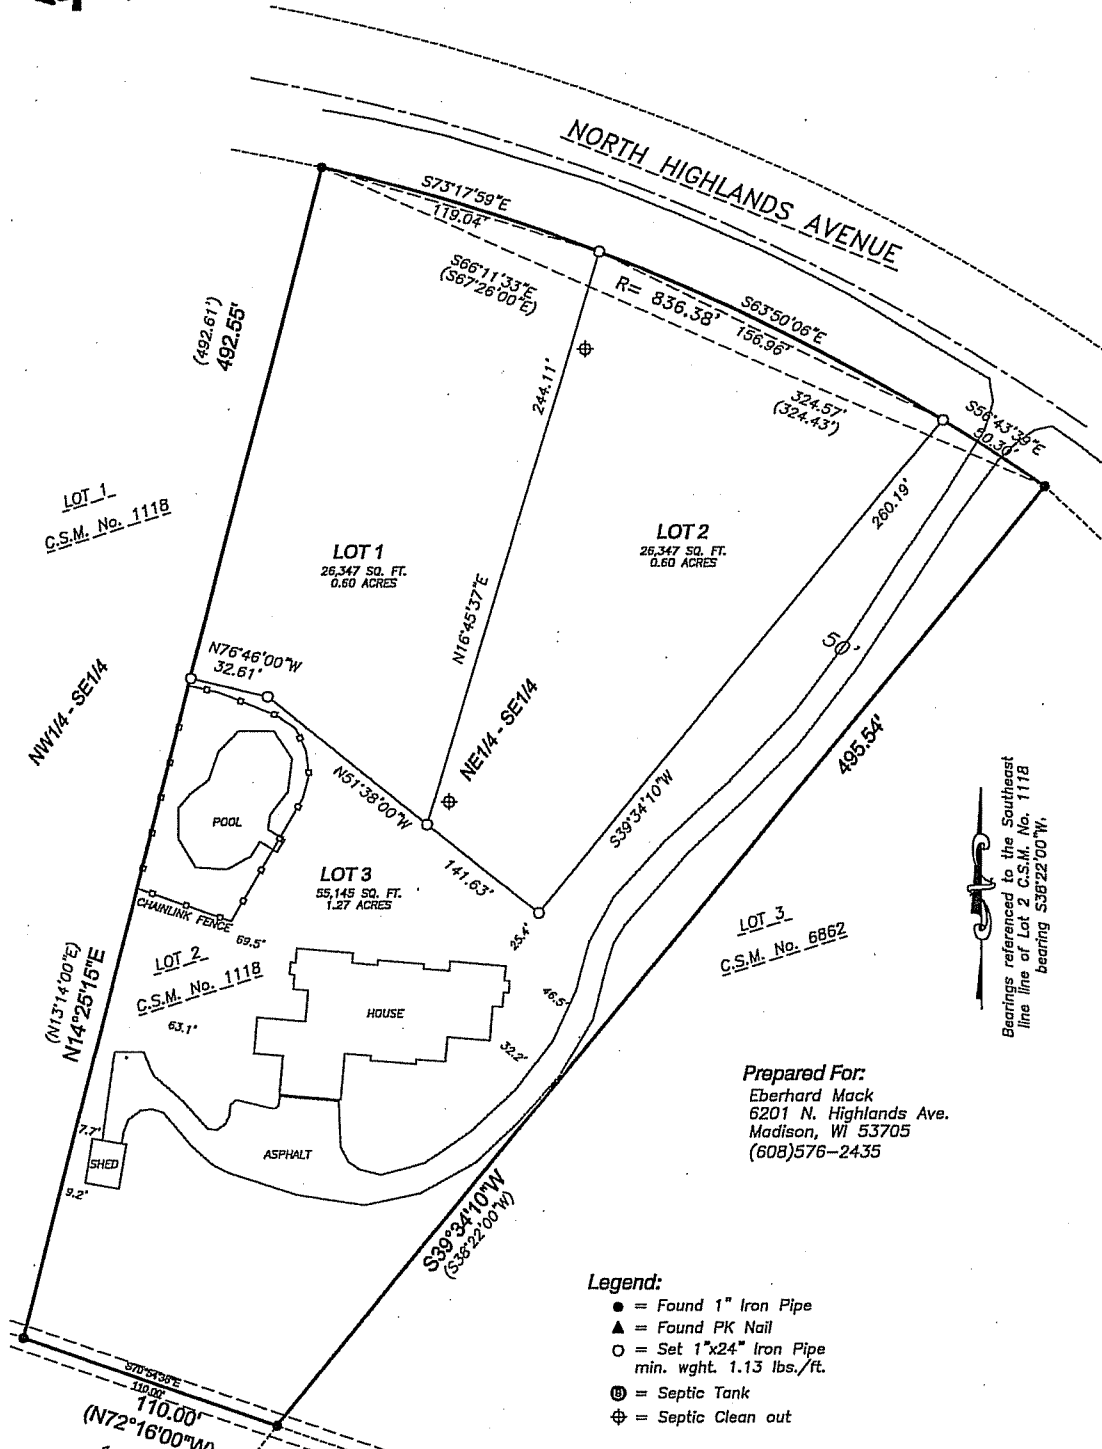 NORTH HIGHLANDS AVENUE
S73°17'59"E
119.04'
S66°11'33"E
(S67°26'00"E)
R= 836.38'
S63°50'06"E
156.96'
324.57'
(324.43')
S56°43'39"E
50.30'
(492.61')
492.55'
244.11'
260.19'
LOT 1
C.S.M. No. 1118
LOT 1
26,347 SQ. FT.
0.60 ACRES
LOT 2
26,347 SQ. FT.
0.60 ACRES
N16°45'37"E
N76°46'00"W
32.61'
50'
NW1/4 - SE1/4
NE1/4 - SE1/4
495.54'
N51°38'00"W
141.63'
S39°34'10"W
POOL
LOT 3
55,145 SQ. FT.
1.27 ACRES
CHAINLINK FENCE
69.5'
25.4'
LOT 2
C.S.M. No. 1118
LOT 3
C.S.M. No. 6862
Bearings referenced to the Southeast
line line of Lot 2 C.S.M. No. 1118
bearing S38°22'00"W.
(N13°14'00"E)
N14°25'15"E
63.1'
HOUSE
46.5'
32.2'
7.7'
SHED
9.2'
ASPHALT
S39°34'10"W
(S38°22'00"W)
Prepared For:
Eberhard Mack
6201 N. Highlands Ave.
Madison, WI 53705
(608)576-2435
Legend:
● = Found 1" Iron Pipe
▲ = Found PK Nail
○ = Set 1"x24" Iron Pipe
min. wght. 1.13 lbs./ft.
= Septic Tank
= Septic Clean out
110.00'
110.00'
(N72°16'00"W)